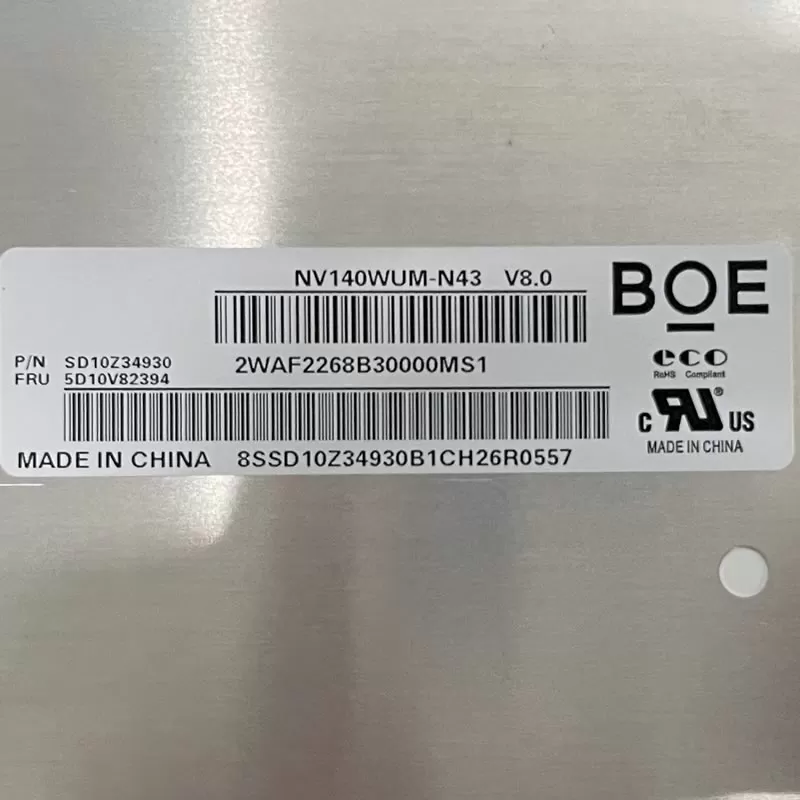 NV140WUM-N43 V8.0
BOE
P/N SD10Z34930
2WAF2268B30000MS1
FRU 5D10V82394
eco
RoHS Compliant
c RU ® US
MADE IN CHINA
MADE IN CHINA 8SSD10Z34930B1CH26R0557